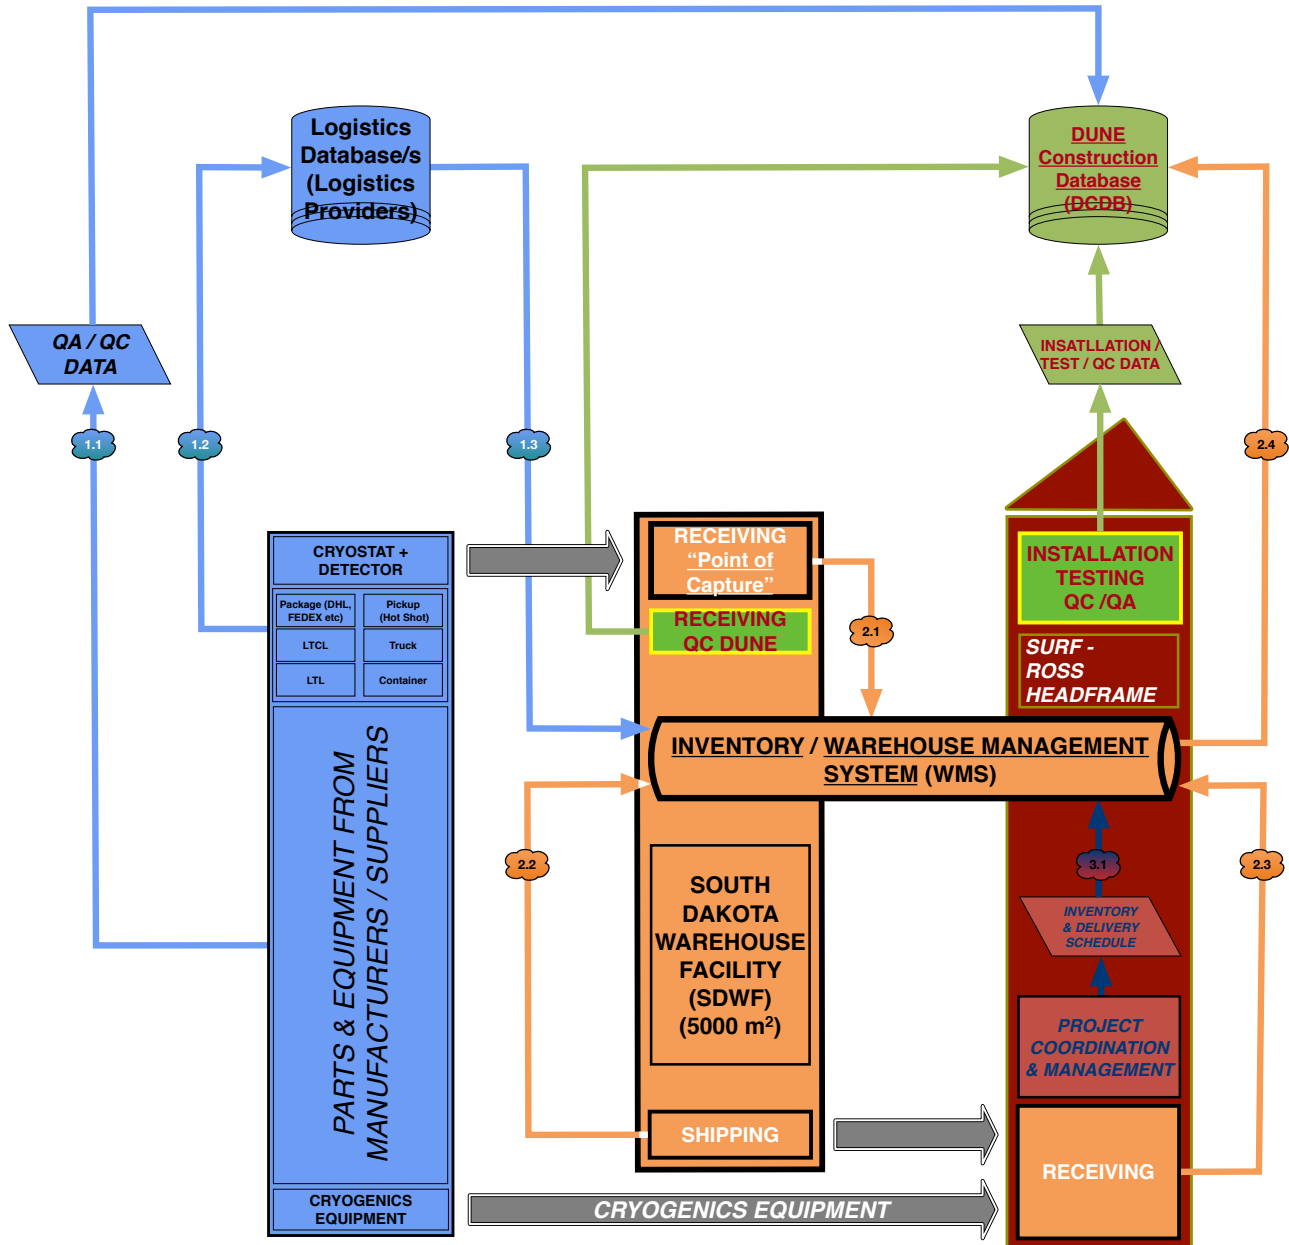 Logistics
Database/s
(Logistics
Providers)
DUNE
Construction
Database
(DCDB)
QA / QC
DATA
INSATLLATION /
TEST / QC DATA
1.1
1.2
1.3
2.4
CRYOSTAT +
DETECTOR
Package (DHL,
FEDEX etc)
Pickup
(Hot Shot)
LTCL
Truck
LTL
Container
PARTS & EQUIPMENT FROM
MANUFACTURERS / SUPPLIERS
CRYOGENICS
EQUIPMENT
RECEIVING
“Point of
Capture”
RECEIVING
QC DUNE
2.1
INSTALLATION
TESTING
QC /QA
SURF -
ROSS
HEADFRAME
INVENTORY / WAREHOUSE MANAGEMENT
SYSTEM (WMS)
2.2
3.1
2.3
SOUTH
DAKOTA
WAREHOUSE
FACILITY
(SDWF)
(5000 m²)
INVENTORY
& DELIVERY
SCHEDULE
PROJECT
COORDINATION
& MANAGEMENT
SHIPPING
RECEIVING
CRYOGENICS EQUIPMENT